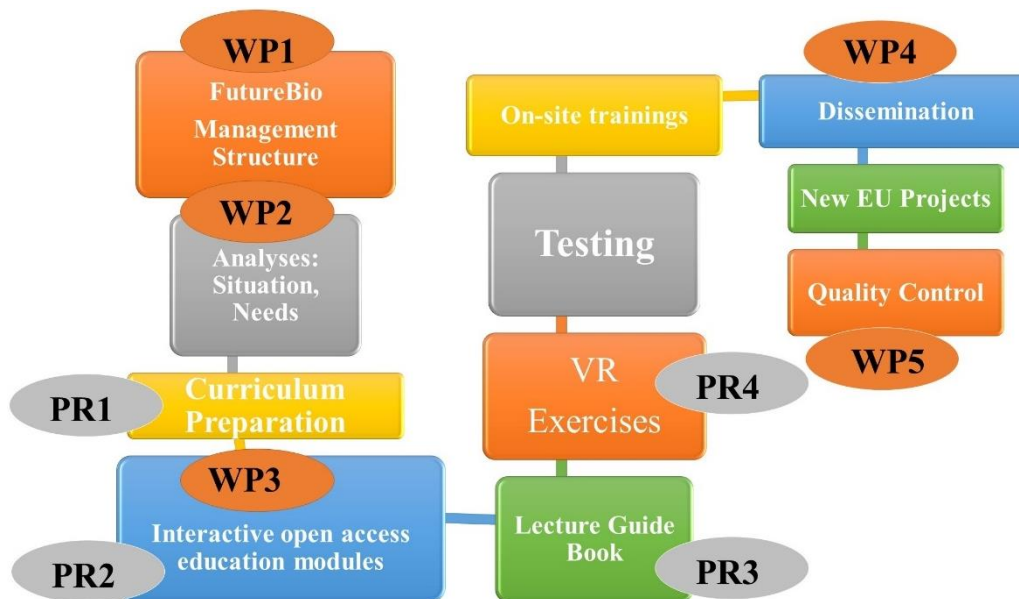 WP1
FutureBio
Management
Structure
WP2
Analyses:
Situation,
Needs
PR1
Curriculum
Preparation
WP3
Interactive open access
education modules
PR2
Lecture Guide
Book
PR3
VR
Exercises
PR4
Testing
On-site trainings
WP4
Dissemination
New EU Projects
Quality Control
WP5